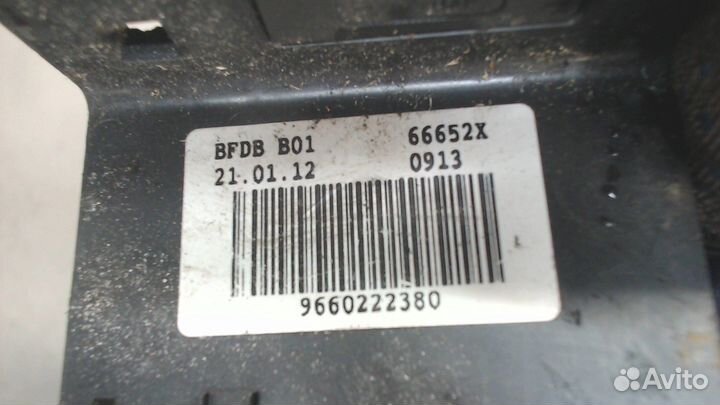 BFDB B01 66652X
21.01.12 0913
L
9660222380
Avito